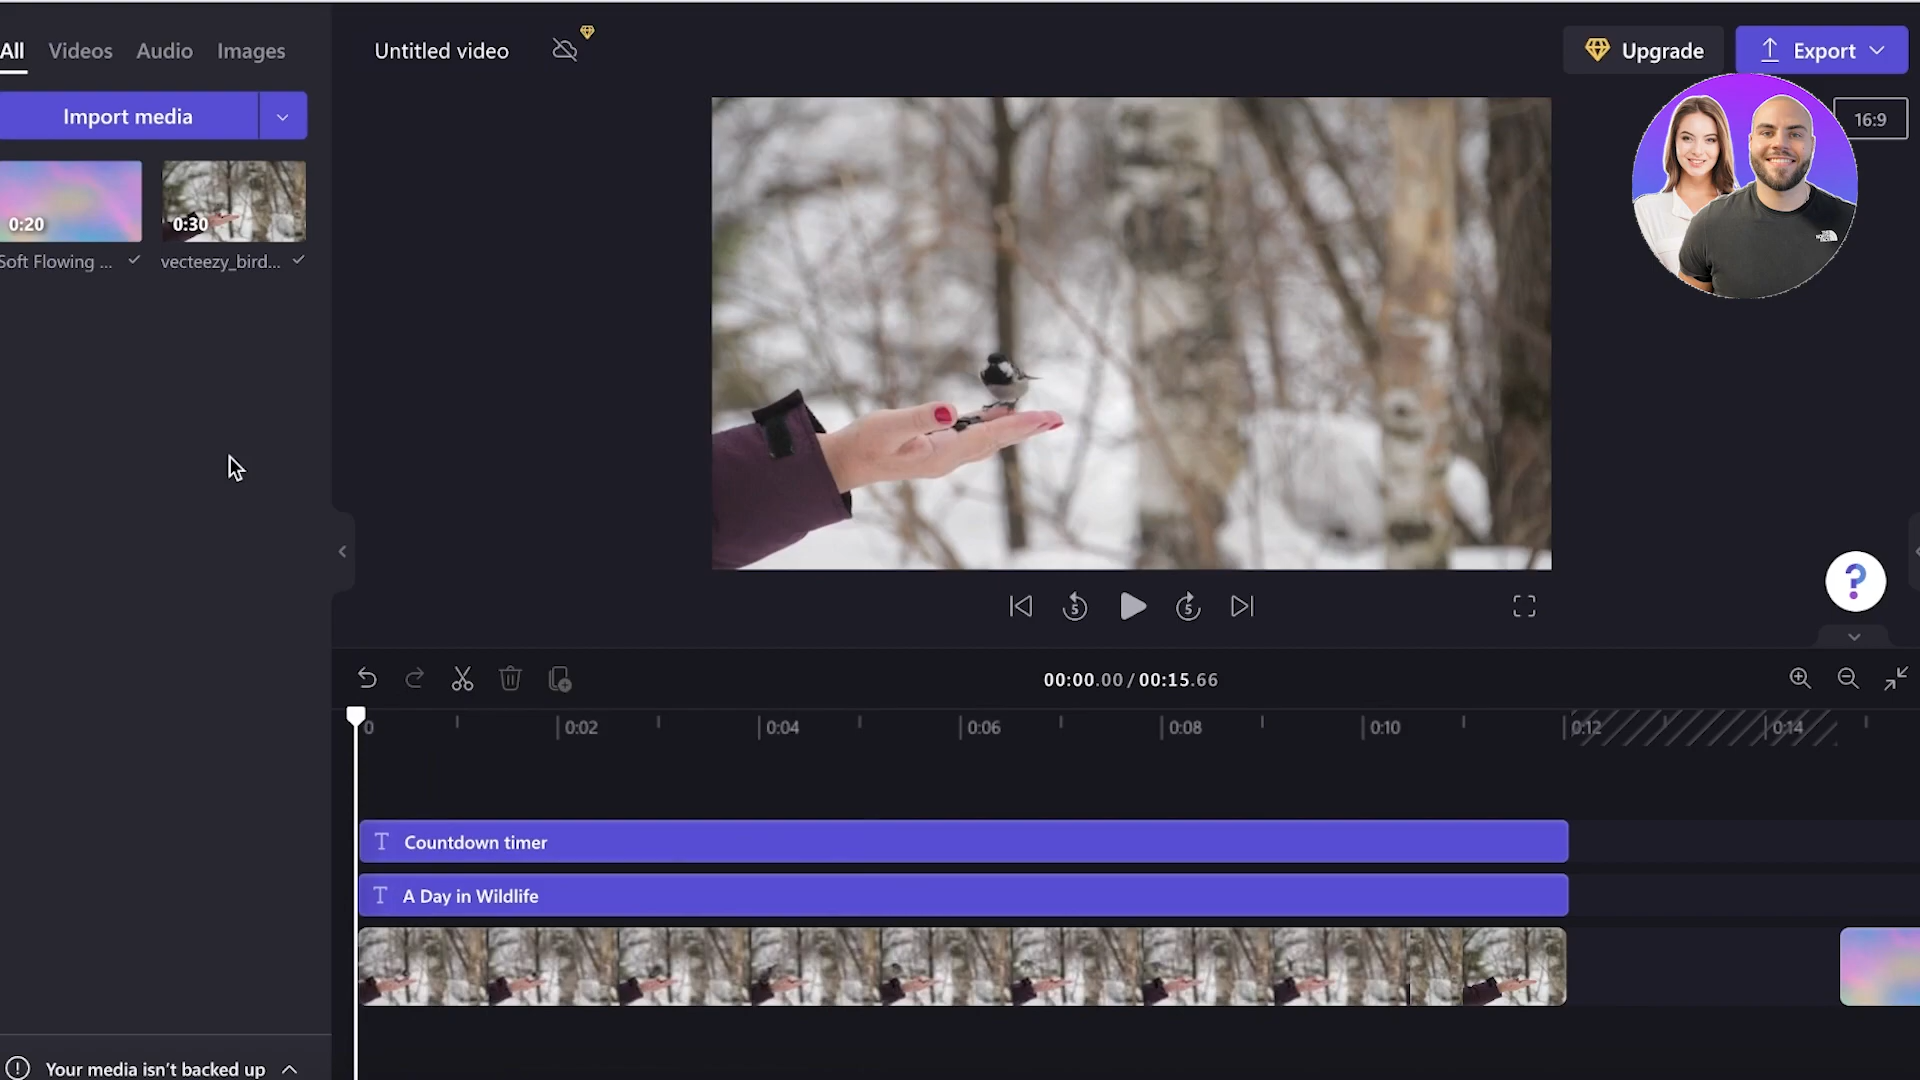 All Videos Audio Images
Untitled video
Upgrade
Export
Import media
16:9
0:20
0:30
Soft Flowing ...
vecteezy_bird...
5
5
?
00:00.00 / 00:15.66
0 0:02 0:04 0:06 0:08 0:10 0:12 0:14
T Countdown timer
T A Day in Wildlife
Your media isn't backed up